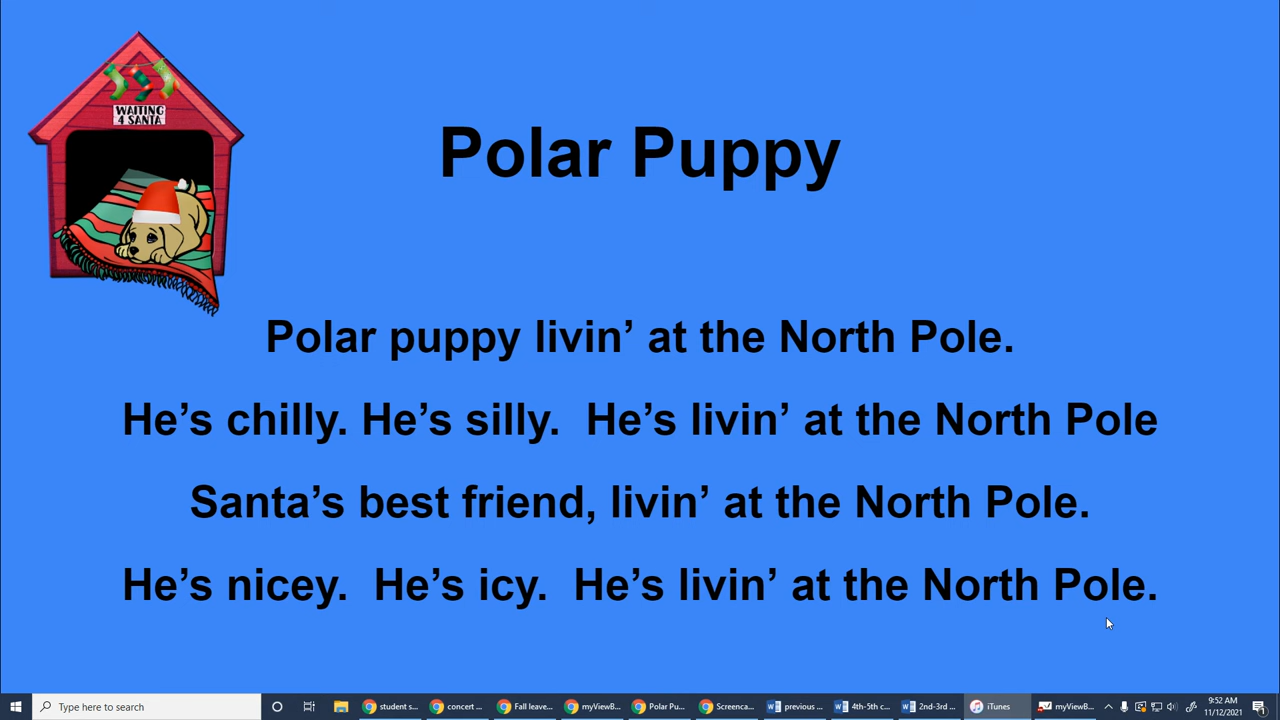 WAITING
4 SANTA
Polar Puppy
Polar puppy livin’ at the North Pole.
He’s chilly. He’s silly.  He’s livin’ at the North Pole
Santa’s best friend, livin’ at the North Pole.
He’s nicey.  He’s icy.  He’s livin’ at the North Pole.
Type here to search
student s...
concert ...
Fall leave...
myViewB...
Polar Pu...
Screenca...
previous ...
4th-5th c...
2nd-3rd ...
iTunes
myViewB...
9:52 AM
11/12/2021